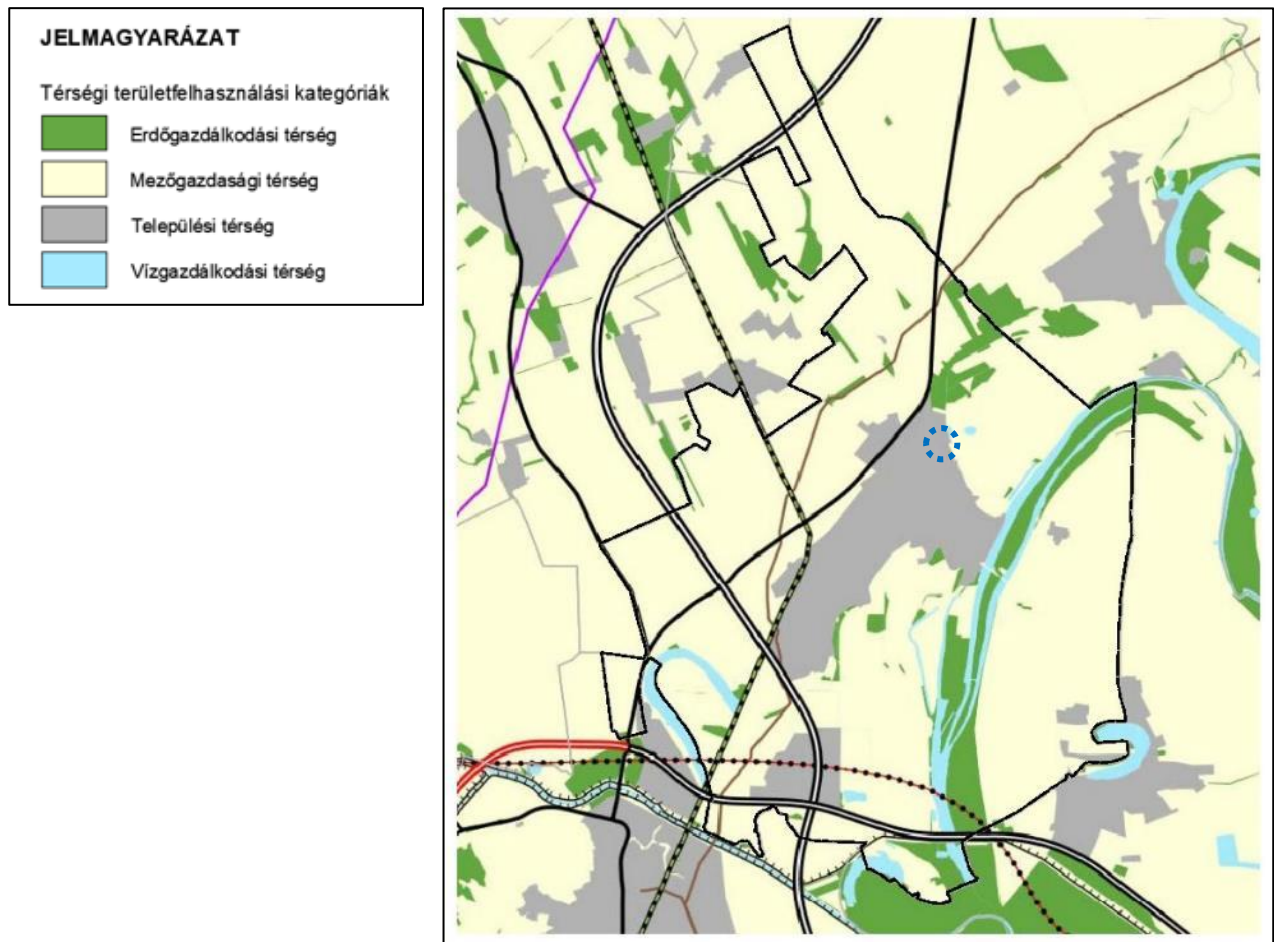 JELMAGYARÁZAT
Térségi területfelhasználási kategóriák
Erdőgazdálkodási térség
Mezőgazdasági térség
Települési térség
Vízgazdálkodási térség